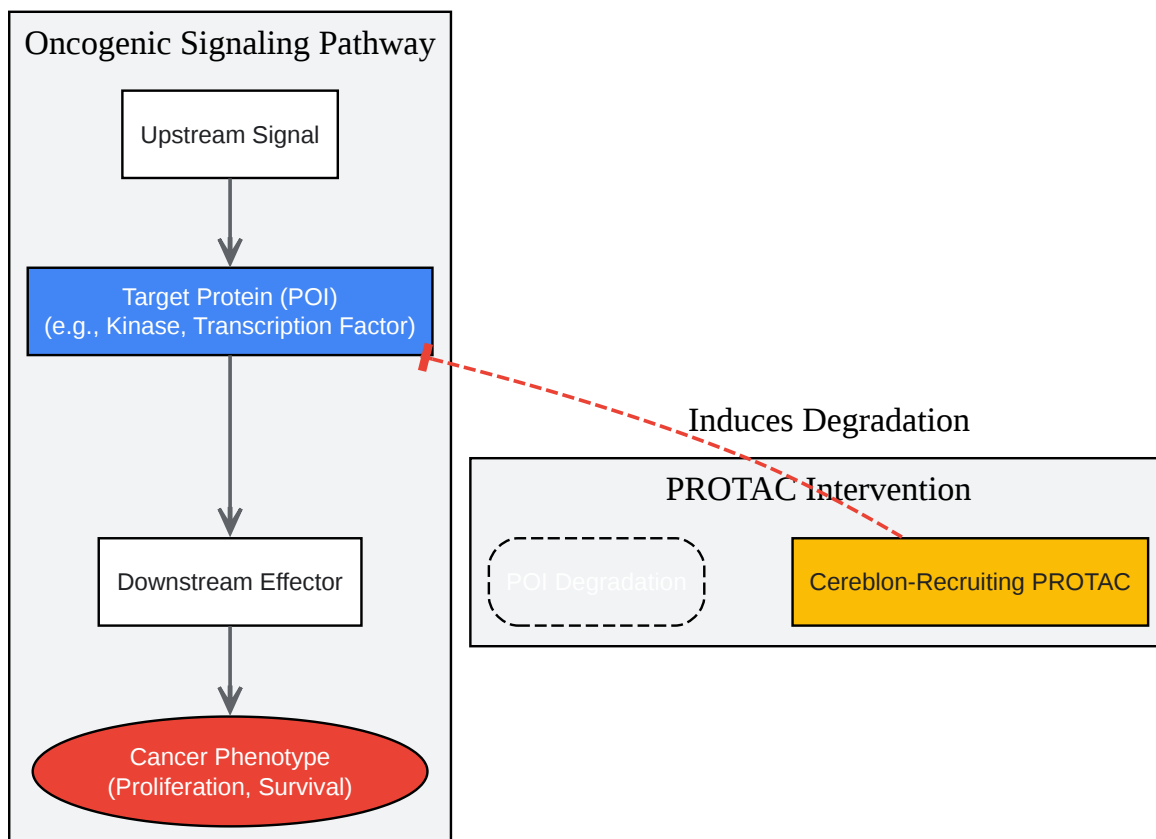 Oncogenic Signaling Pathway
Upstream Signal
Target Protein (POI)
(e.g., Kinase, Transcription Factor)
Induces Degradation
PROTAC Intervention
POI Degradation
Cerebron-Recruiting PROTAC
Downstream Effector
Cancer Phenotype
(Proliferation, Survival)